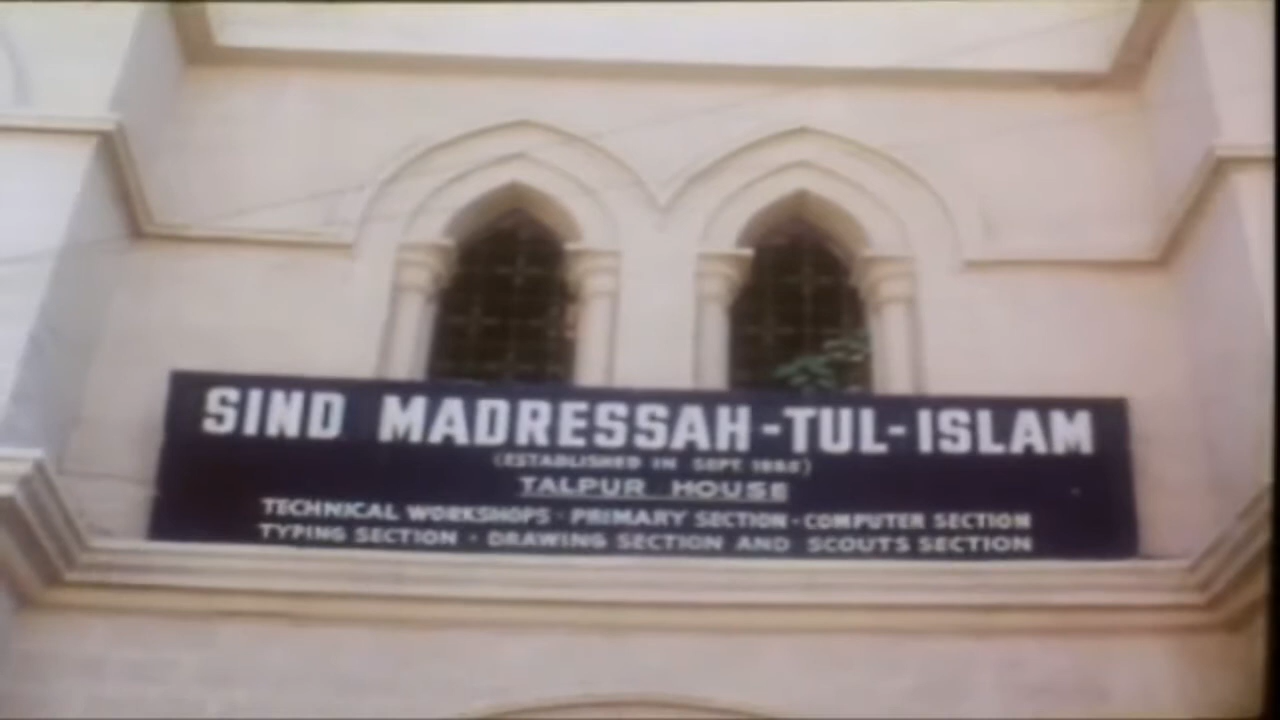 SIND MADRESSAH-TUL-ISLAM
(ESTABLISHED IN SEPT. 1885)
TALPUR HOUSE
TECHNICAL WORKSHOPS - PRIMARY SECTION - COMPUTER SECTION
TYPING SECTION - DRAWING SECTION AND SCOUTS SECTION